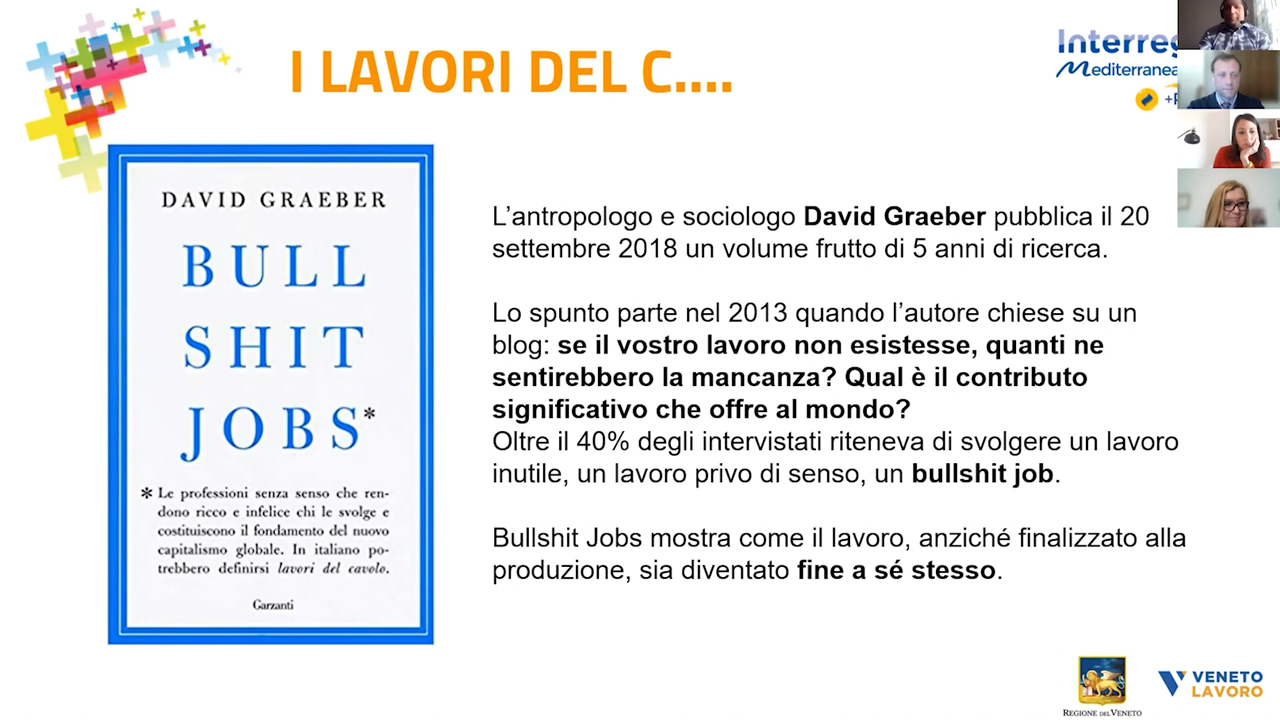 I LAVORI DEL C....
Interreg
Mediterranea
DAVID GRAEBER
BULL
SHIT
JOBS*
* Le professioni senza senso che ren-
dono ricco e infelice chi le svolge e
costituiscono il fondamento del nuovo
capitalismo globale. In italiano po-
trebbero definirsi lavori del cavolo.
Garzanti
L’antropologo e sociologo David Graeber pubblica il 20
settembre 2018 un volume frutto di 5 anni di ricerca.
Lo spunto parte nel 2013 quando l’autore chiese su un
blog: se il vostro lavoro non esistesse, quanti ne
sentirebbero la mancanza? Qual è il contributo
significativo che offre al mondo?
Oltre il 40% degli intervistati riteneva di svolgere un lavoro
inutile, un lavoro privo di senso, un bullshit job.
Bullshit Jobs mostra come il lavoro, anziché finalizzato alla
produzione, sia diventato fine a sé stesso.
REGIONE DEL VENETO
VENETO
LAVORO